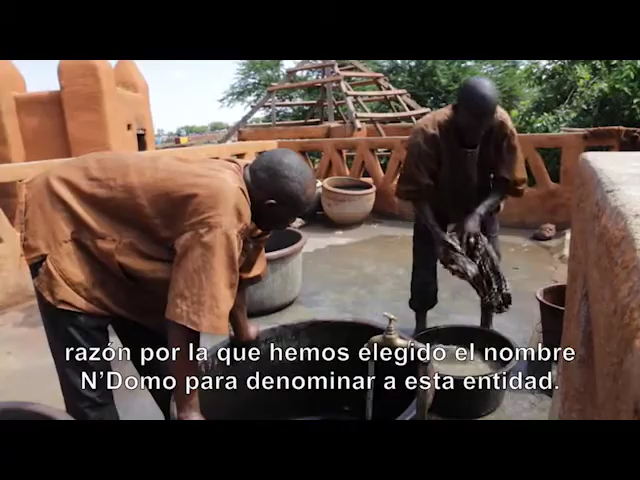 razón por la que hemos elegido el nombre
N’Domo para denominar a esta entidad.